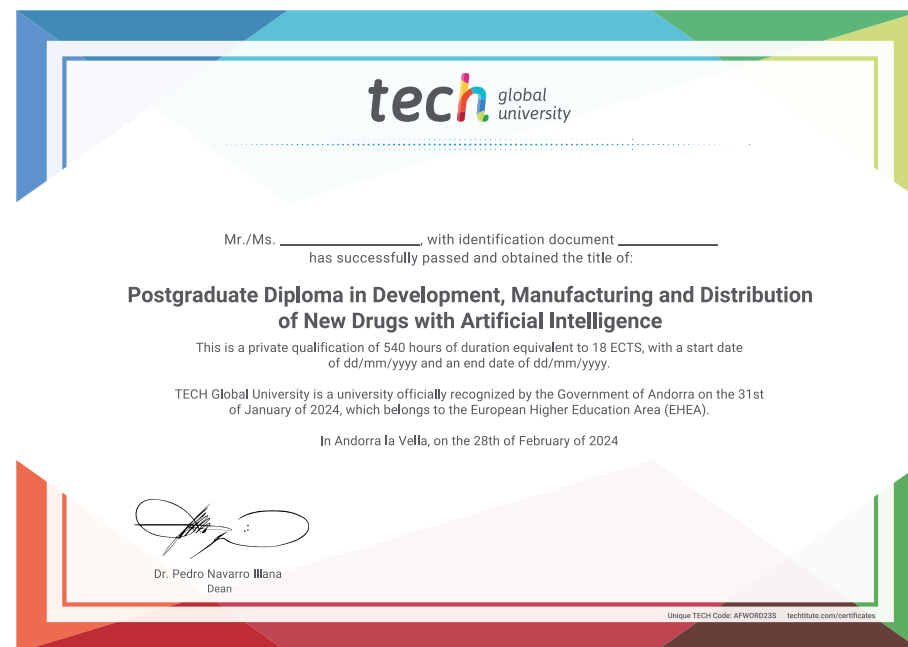 tech global university
Mr./Ms. ____________, with identification document ____________
has successfully passed and obtained the title of:
Postgraduate Diploma in Development, Manufacturing and Distribution
of New Drugs with Artificial Intelligence
This is a private qualification of 540 hours of duration equivalent to 18 ECTS, with a start date
of dd/mm/yyyy and an end date of dd/mm/yyyy.
TECH Global University is a university officially recognized by the Government of Andorra on the 31st
of January of 2024, which belongs to the European Higher Education Area (EHEA).
In Andorra la Vella, on the 28th of February of 2024
Dr. Pedro Navarro Illana
Dean
Unique TECH Code: AFWORD23S techtitute.com/certificates